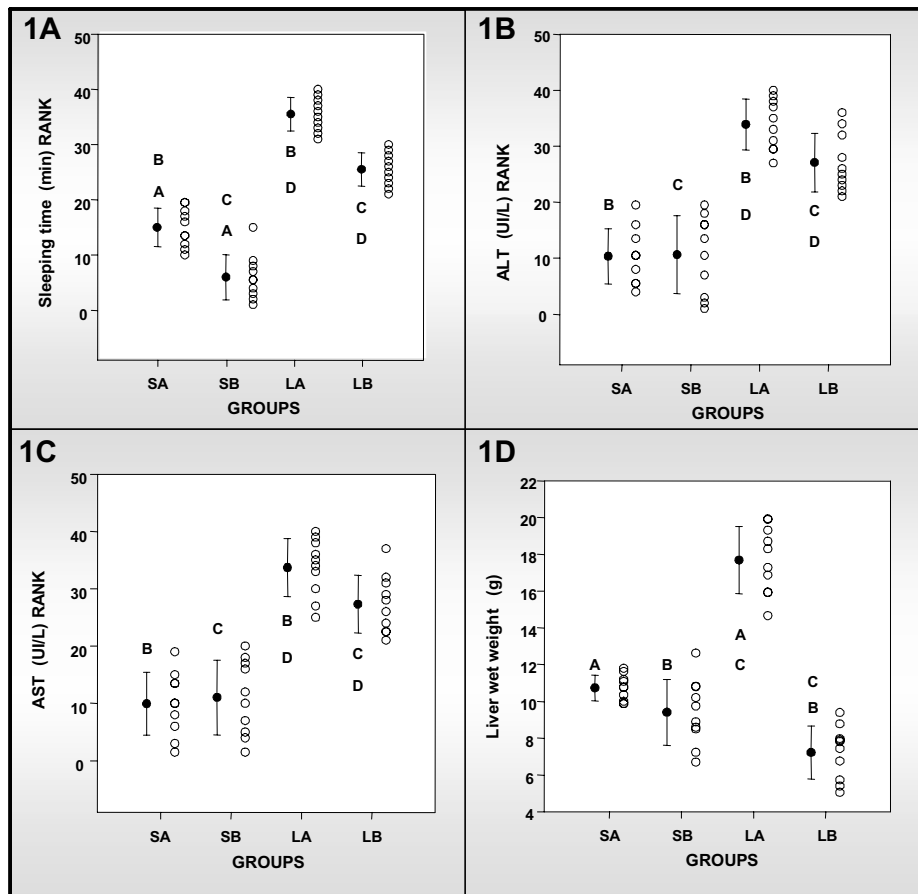 1A
Sleeping time (min) RANK
50
40
30
20
10
0
B
A
C
A
B
D
C
D
SA SB LA LB
GROUPS
1B
ALT (UI/L) RANK
50
40
30
20
10
0
B
C
B
D
C
D
SA SB LA LB
GROUPS
1C
AST (UI/L) RANK
50
40
30
20
10
0
B
C
B
D
C
D
SA SB LA LB
GROUPS
1D
Liver wet weight (g)
22
20
18
16
14
12
10
8
6
4
A
B
A
C
C
B
SA SB LA LB
GROUPS